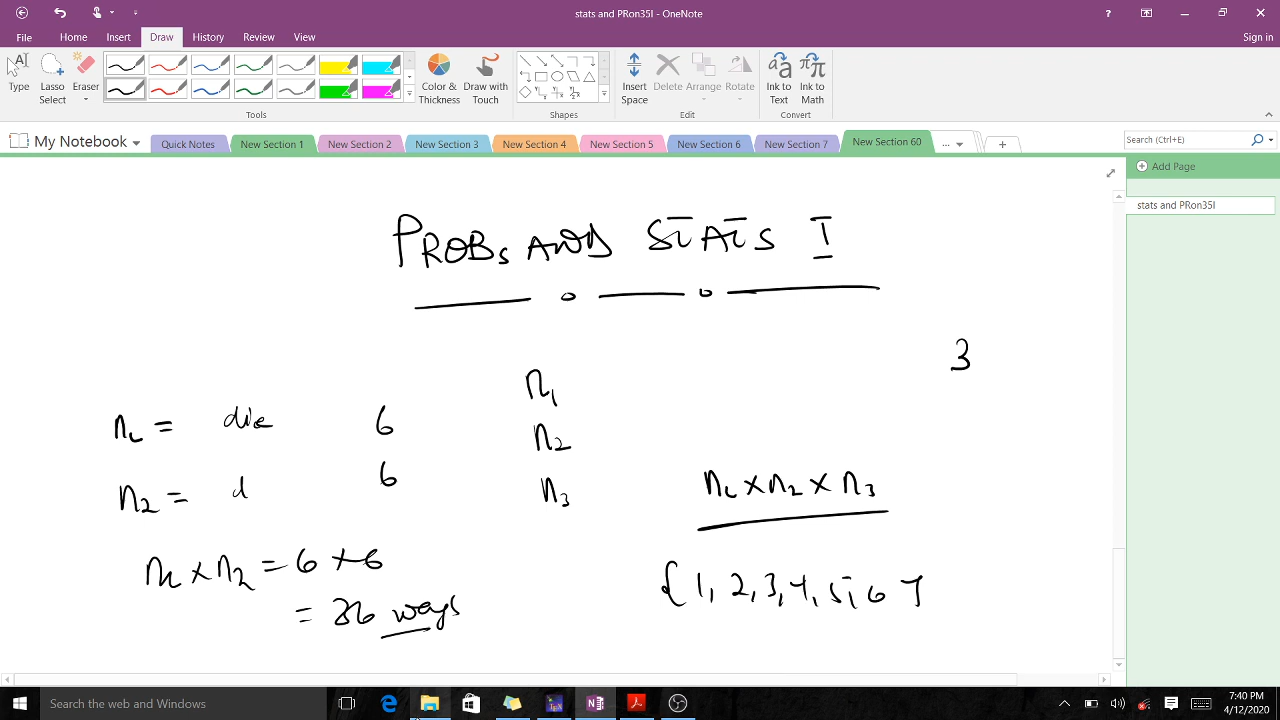 stats and PRon35I - OneNote
?
File Home Insert Draw History Review View Sign in
Type Lasso Select Eraser Color & Thickness Draw with Touch Insert Space Delete Arrange Rotate Ink to Text Ink to Math
Tools Shapes Edit Convert
My Notebook Quick Notes New Section 1 New Section 2 New Section 3 New Section 4 New Section 5 New Section 6 New Section 7 New Section 60 ... + Search (Ctrl+E)
Add Page
stats and PRon35I
PROBs AND STATS I
3
n1 = die 6
n2 = d 6
n1
n2
n3
n1 × n2 × n3
n1 × n2 = 6 × 6
= 36 ways
{1, 2, 3, 4, 5, 6 }
Search the web and Windows
7:40 PM
4/12/2020